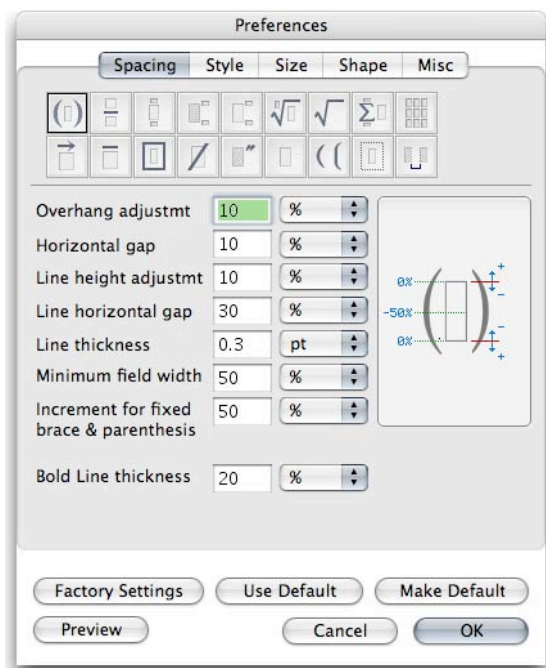 Preferences
Spacing Style Size Shape Misc
Overhang adjustmt 10 %
Horizontal gap 10 %
Line height adjustmt 10 %
Line horizontal gap 30 %
Line thickness 0.3 pt
Minimum field width 50 %
Increment for fixed 50 %
brace & parenthesis
Bold Line thickness 20 %
0%
-50%
0%
Factory Settings Use Default Make Default
Preview Cancel OK